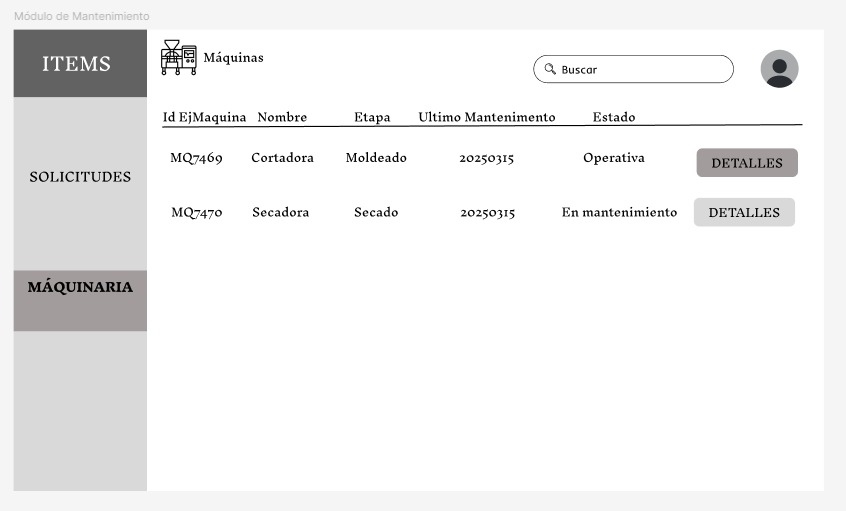 Módulo de Mantenimiento
ITEMS
Máquinas
Buscar
Id EjMaquina Nombre Etapa Ultimo Mantenimento Estado
MQ7469 Cortadora Moldeado 20250315 Operativa DETALLES
SOLICITUDES
MQ7470 Secadora Secado 20250315 En mantenimiento DETALLES
MÁQUINARIA